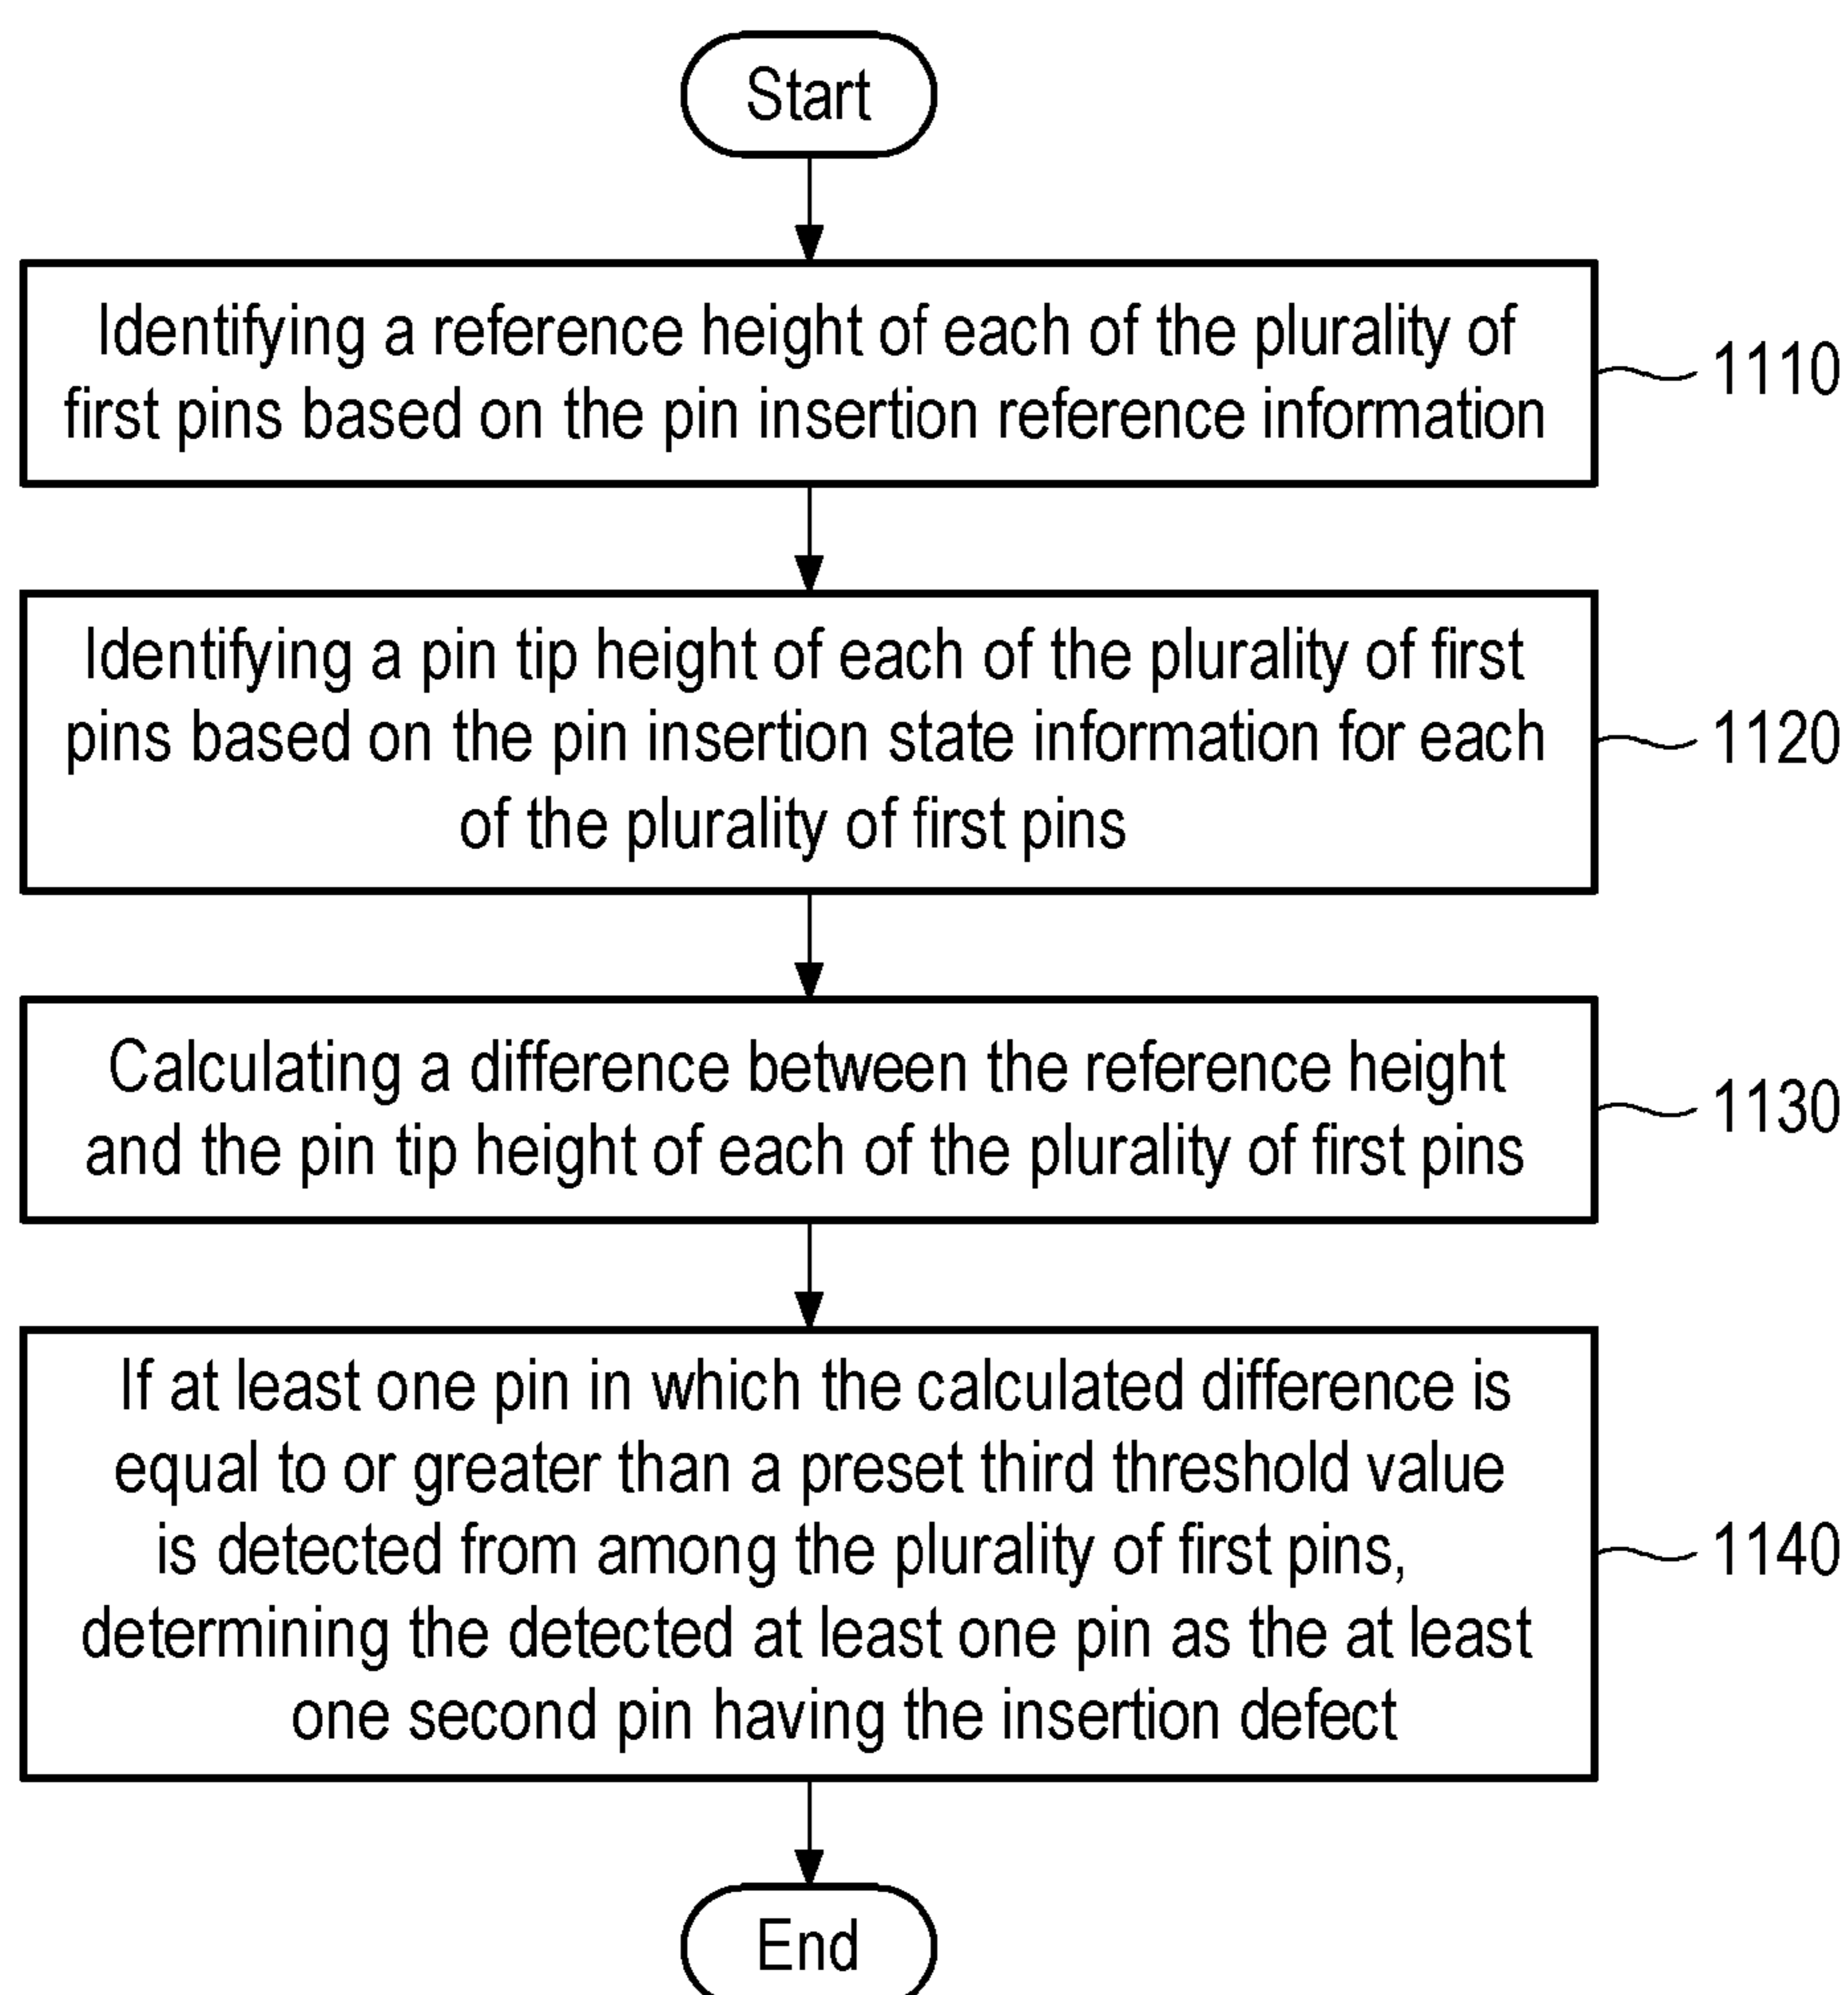 Start
Identifying a reference height of each of the plurality of
first pins based on the pin insertion reference information
1110
Identifying a pin tip height of each of the plurality of first
pins based on the pin insertion state information for each
of the plurality of first pins
1120
Calculating a difference between the reference height
and the pin tip height of each of the plurality of first pins
1130
If at least one pin in which the calculated difference is
equal to or greater than a preset third threshold value
is detected from among the plurality of first pins,
determining the detected at least one pin as the at least
one second pin having the insertion defect
1140
End